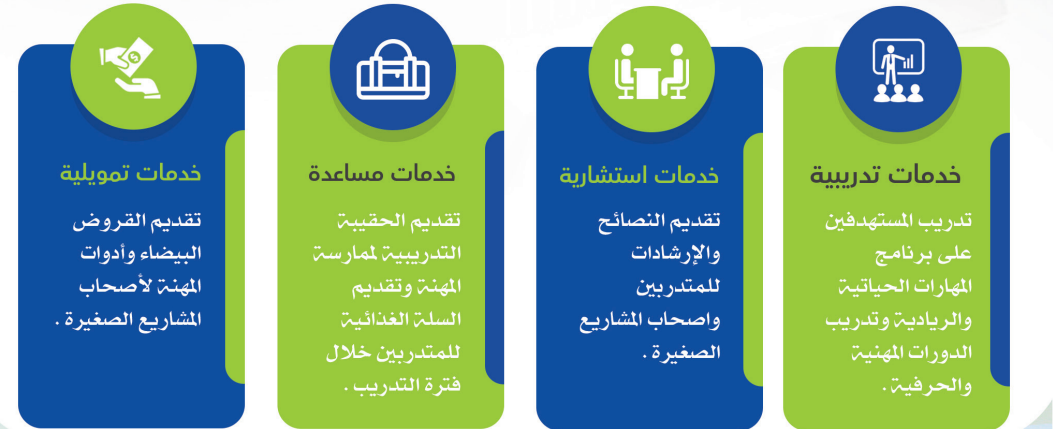 خدمات تدريبية
تدريب المستهدفين
على برنامج
المهارات الحياتية
والريادية وتدريب
الدورات المهنية
والحرفية .
خدمات استشارية
تقديم النصائح
والإرشادات
للمتدربين
واصحاب المشاريع
الصغيرة .
خدمات مساعدة
تقديم الحقيبة
التدريبية لممارسة
المهنة وتقديم
السلة الغذائية
للمتدربين خلال
فترة التدريب .
خدمات تمويلية
تقديم القروض
البيضاء وأدوات
المهنة لأصحاب
المشاريع الصغيرة .